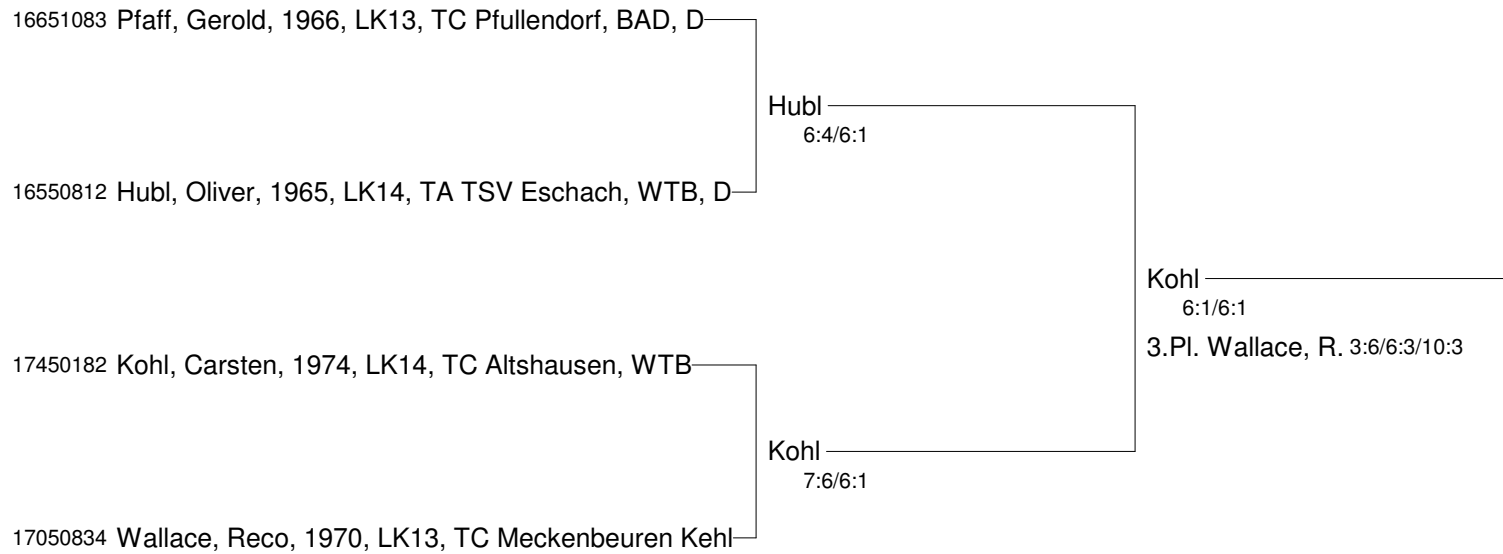 16651083 Pfaff, Gerold, 1966, LK13, TC Pfullendorf, BAD, D
Hubl
6:4/6:1
16550812 Hubl, Oliver, 1965, LK14, TA TSV Eschach, WTB, D
Kohl
6:1/6:1
3.Pl. Wallace, R. 3:6/6:3/10:3
17450182 Kohl, Carsten, 1974, LK14, TC Altshausen, WTB
Kohl
7:6/6:1
17050834 Wallace, Reco, 1970, LK13, TC Meckenbeuren Kehl